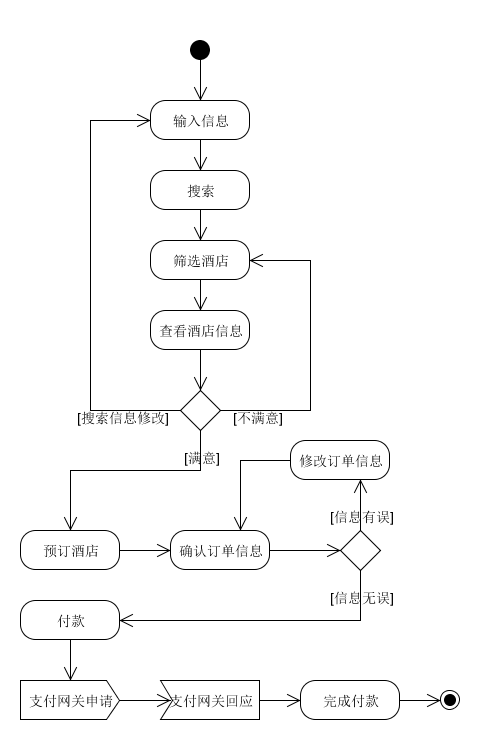 输入信息
搜索
筛选酒店
查看酒店信息
[搜索信息修改]
[不满意]
[满意]
修改订单信息
[信息有误]
预订酒店
确认订单信息
[信息无误]
付款
支付网关申请
支付网关回应
完成付款